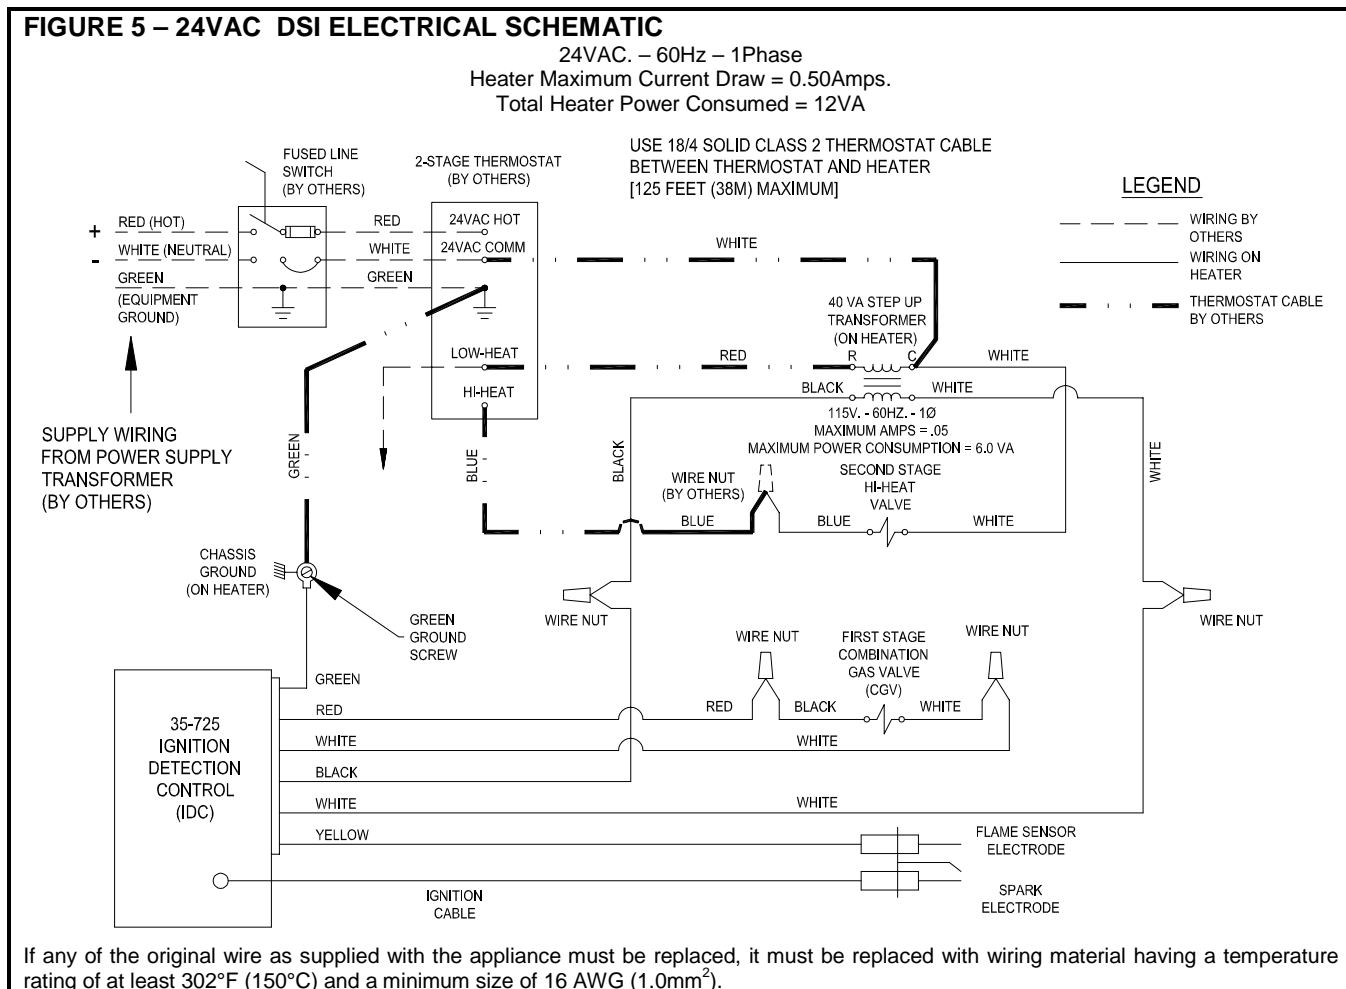 FIGURE 5 – 24VAC DSI ELECTRICAL SCHEMATIC
24VAC. – 60Hz – 1Phase
Heater Maximum Current Draw = 0.50Amps.
Total Heater Power Consumed = 12VA
USE 18/4 SOLID CLASS 2 THERMOSTAT CABLE
BETWEEN THERMOSTAT AND HEATER
[125 FEET (38M) MAXIMUM]
FUSED LINE
SWITCH
(BY OTHERS)
2-STAGE THERMOSTAT
(BY OTHERS)
LEGEND
WIRING BY
OTHERS
WIRING ON
HEATER
THERMOSTAT CABLE
BY OTHERS
+
RED (HOT)
-
WHITE (NEUTRAL)
GREEN
(EQUIPMENT
GROUND)
RED
WHITE
GREEN
24VAC HOT
24VAC COMM
WHITE
LOW-HEAT
HI-HEAT
40 VA STEP UP
TRANSFORMER
(ON HEATER)
RED
R
C
WHITE
BLACK
WHITE
115V. - 60HZ. - 1Ø
MAXIMUM AMPS = .05
MAXIMUM POWER CONSUMPTION = 6.0 VA
SUPPLY WIRING
FROM POWER SUPPLY
TRANSFORMER
(BY OTHERS)
GREEN
BLUE
BLACK
WHITE
WIRE NUT
(BY OTHERS)
SECOND STAGE
HI-HEAT
VALVE
BLUE
BLUE
WHITE
CHASSIS
GROUND
(ON HEATER)
GREEN
GROUND
SCREW
WIRE NUT
WIRE NUT
WIRE NUT
FIRST STAGE
COMBINATION
GAS VALVE
(CGV)
WIRE NUT
35-725
IGNITION
DETECTION
CONTROL
(IDC)
GREEN
RED
RED
BLACK
WHITE
WHITE
WHITE
BLACK
WHITE
WHITE
YELLOW
FLAME SENSOR
ELECTRODE
IGNITION
CABLE
SPARK
ELECTRODE
If any of the original wire as supplied with the appliance must be replaced, it must be replaced with wiring material having a temperature
rating of at least 302°F (150°C) and a minimum size of 16 AWG (1.0mm²).